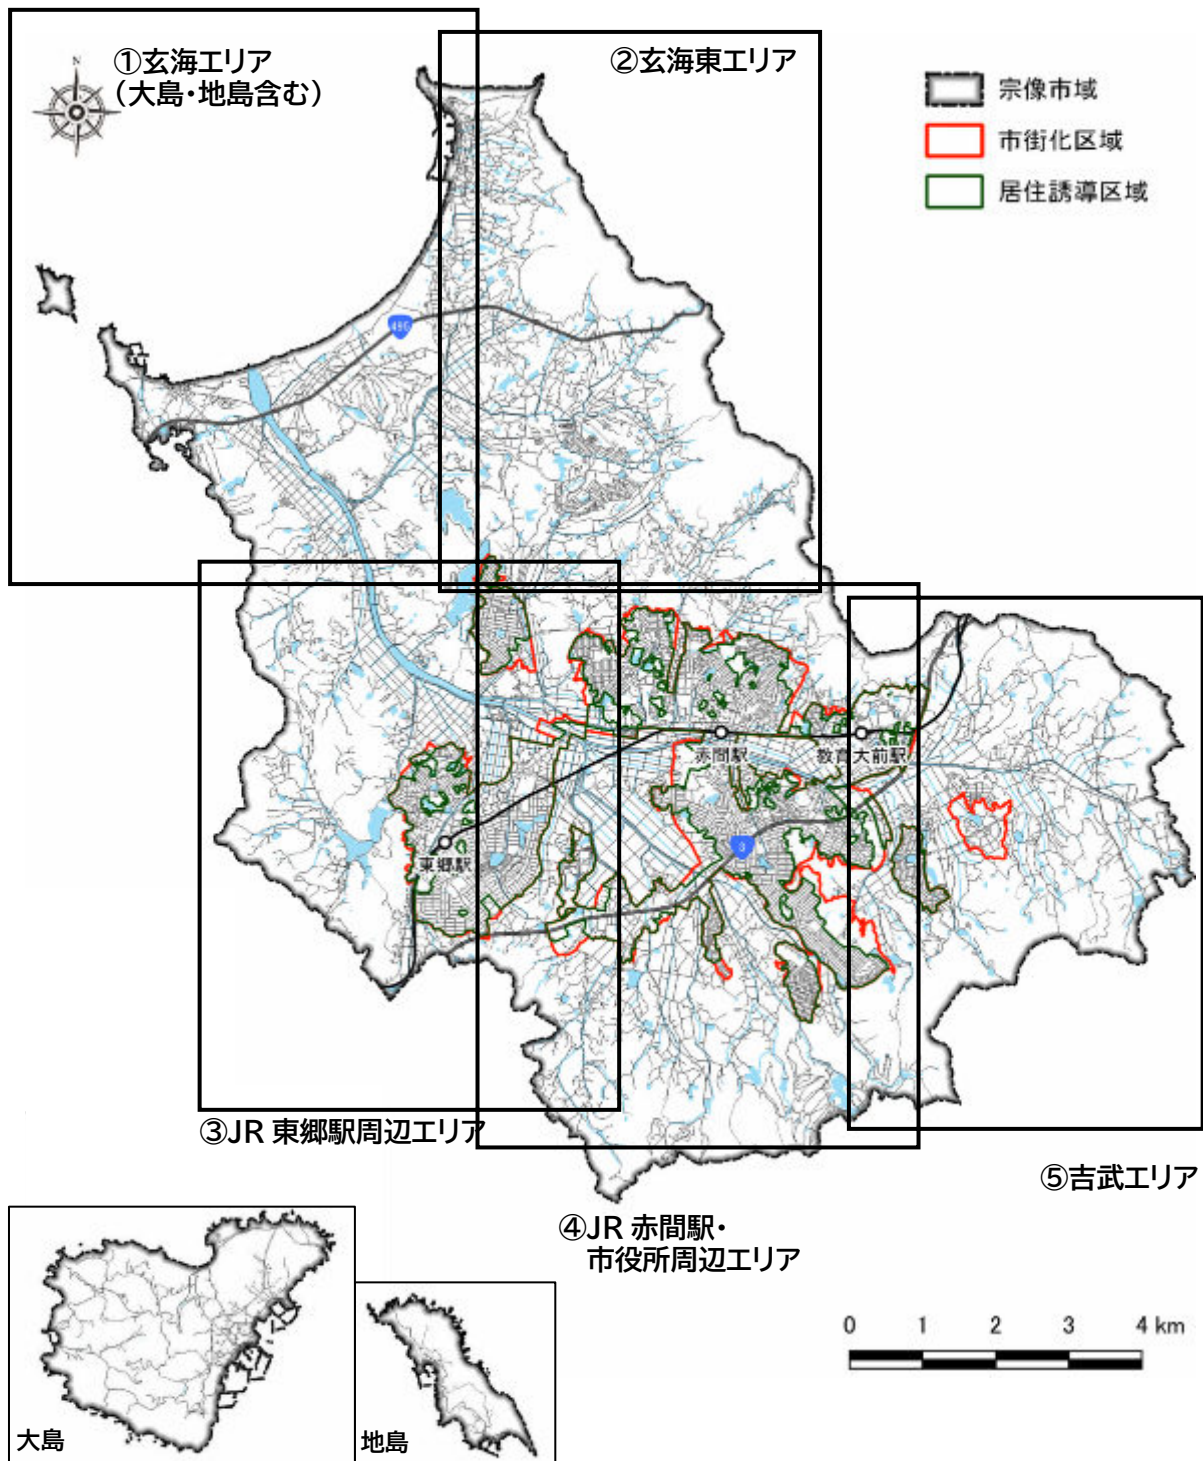 ①玄海エリア
(大島・地島含む)
②玄海東エリア
N
宗像市域
市街化区域
居住誘導区域
495
赤間駅
教育大前駅
3
東郷駅
③JR 東郷駅周辺エリア
④JR 赤間駅・
市役所周辺エリア
⑤吉武エリア
大島
地島
0 1 2 3 4 km